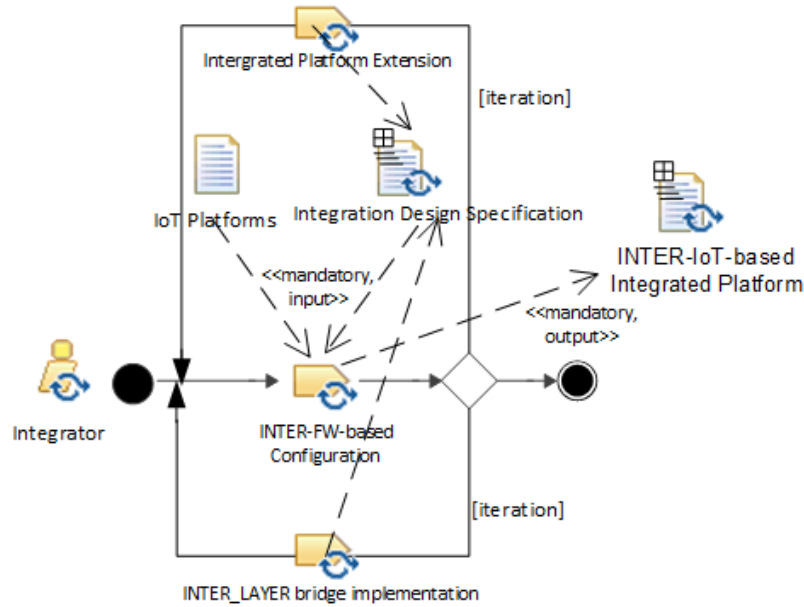 Intergrated Platform Extension
[iteration]
IoT Platforms
Integration Design Specification
INTER-IoT-based
Integrated Platform
<<mandatory,
input>>
<<mandatory,
output>>
Integrator
INTER-FW-based
Configuration
[iteration]
INTER_LAYER bridge implementation